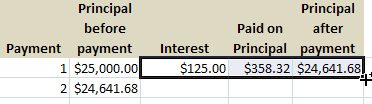 Principal Principal
before Paid on after
Payment payment Interest Principal payment
1 $25,000.00 $125.00 $358.32 $24,641.68
2 $24,641.68